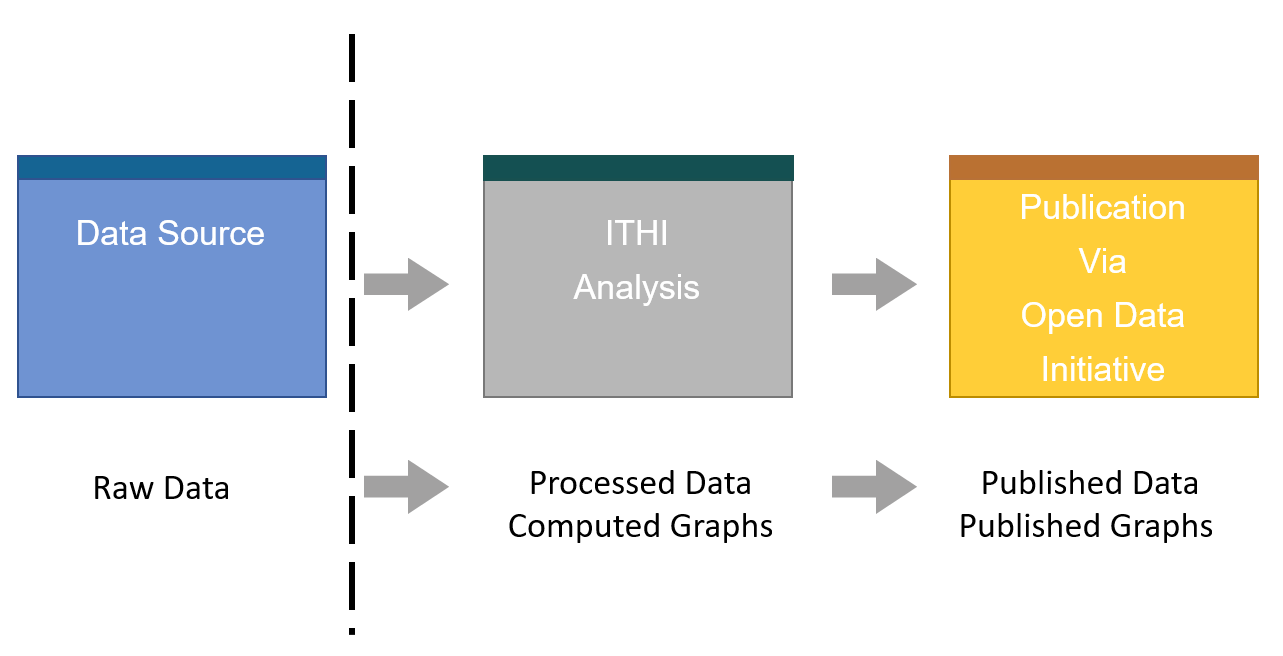 Data Source
ITHI
Analysis
Publication
Via
Open Data
Initiative
Raw Data
Processed Data
Computed Graphs
Published Data
Published Graphs